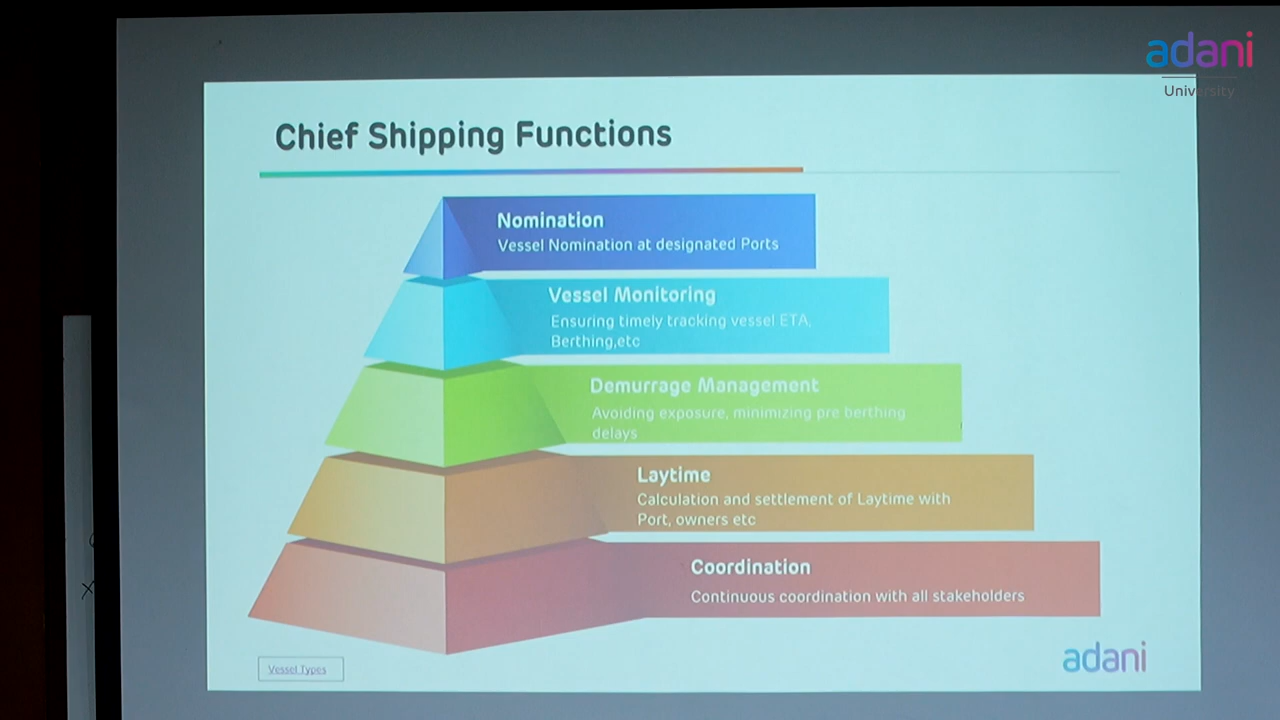 adani
University
Chief Shipping Functions
Nomination
Vessel Nomination at designated Ports
Vessel Monitoring
Ensuring timely tracking vessel ETA,
Berthing,etc
Demurrage Management
Avoiding exposure, minimizing pre berthing
delays
Laytime
Calculation and settlement of Laytime with
Port, owners etc
Coordination
Continuous coordination with all stakeholders
Vessel Types
adani